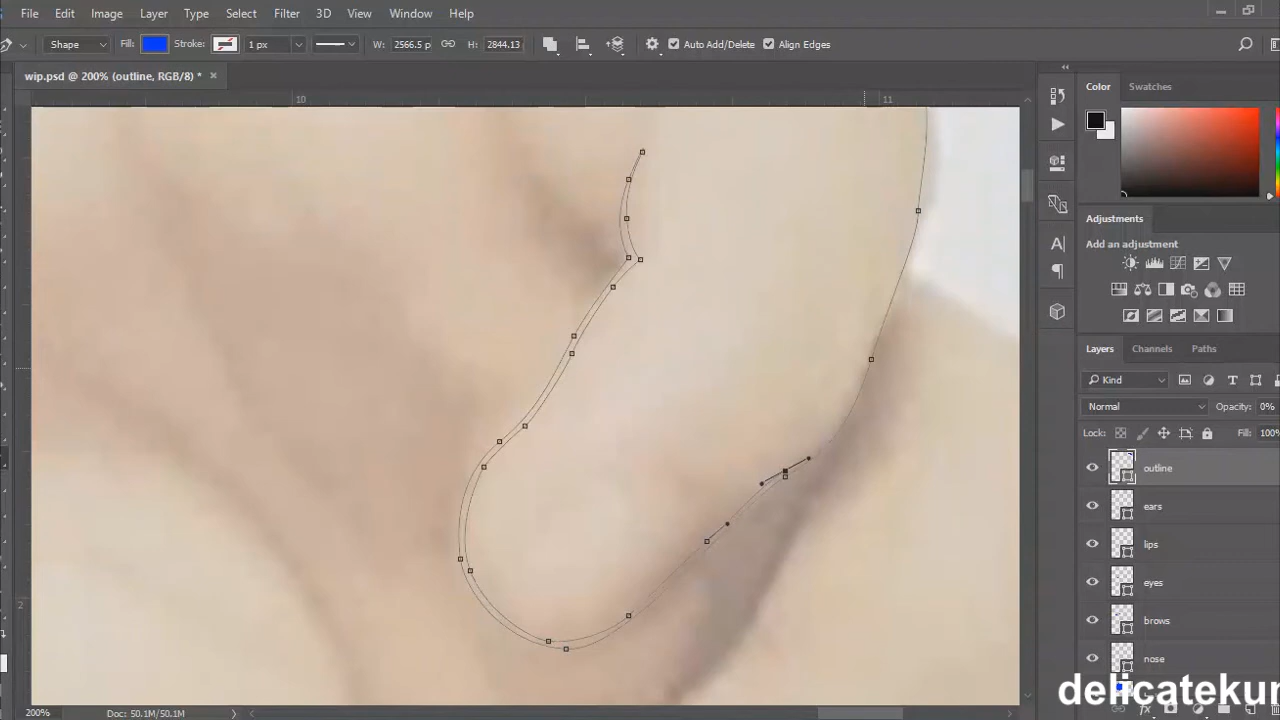 File Edit Image Layer Type Select Filter 3D View Window Help
Shape Fill: Stroke: 1 px W: 2566.5 p H: 2844.13 Auto Add/Delete Align Edges
wip.psd @ 200% (outline, RGB/8) *
10 11
2
Color Swatches
Adjustments
Add an adjustment
Layers Channels Paths
Kind
Normal Opacity: 0%
Lock: Fill: 100%
outline
ears
lips
eyes
brows
nose
delicatekun
200% Doc: 50.1M/50.1M